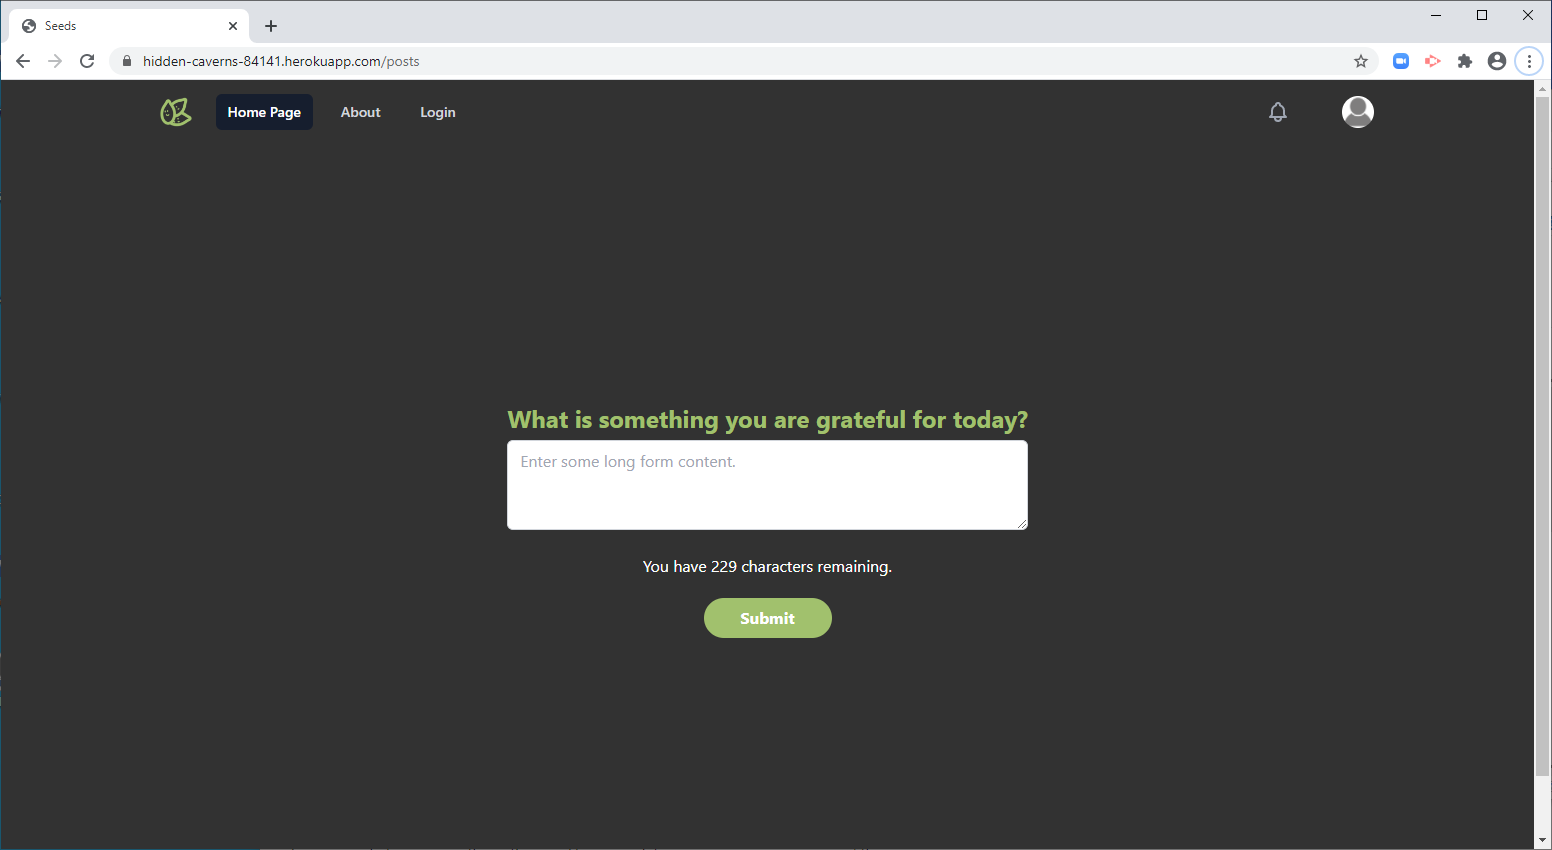 Seeds
hidden-caverns-84141.herokuapp.com/posts
Home Page About Login
What is something you are grateful for today?
Enter some long form content.
You have 229 characters remaining.
Submit